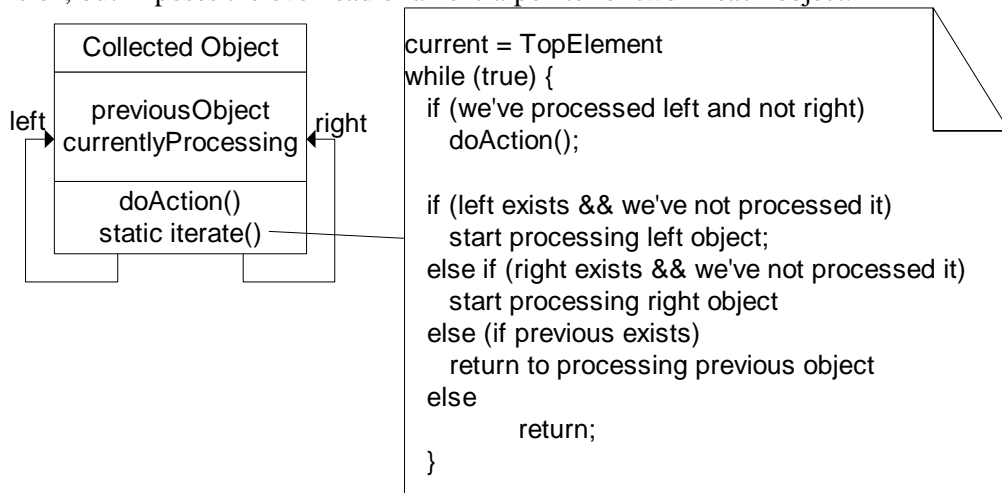 Collected Object
previousObject
currentlyProcessing
left
right
doAction()
static iterate()
current = TopElement
while (true) {
if (we've processed left and not right)
doAction();
if (left exists && we've not processed it)
start processing left object;
else if (right exists && we've not processed it)
start processing right object
else (if previous exists)
return to processing previous object
else
return;
}